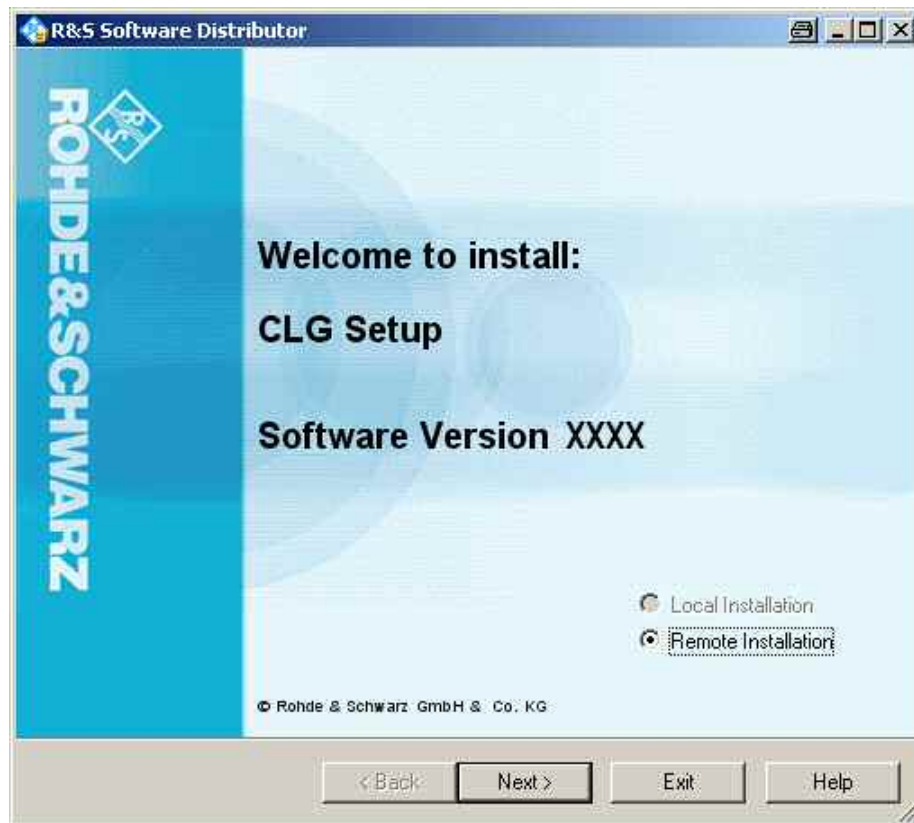 R&S Software Distributor
ROHDE&SCHWARZ
R&S
Welcome to install:
CLG Setup
Software Version XXXX
Local Installation
Remote Installation
© Rohde & Schwarz GmbH & Co. KG
< Back
Next >
Exit
Help